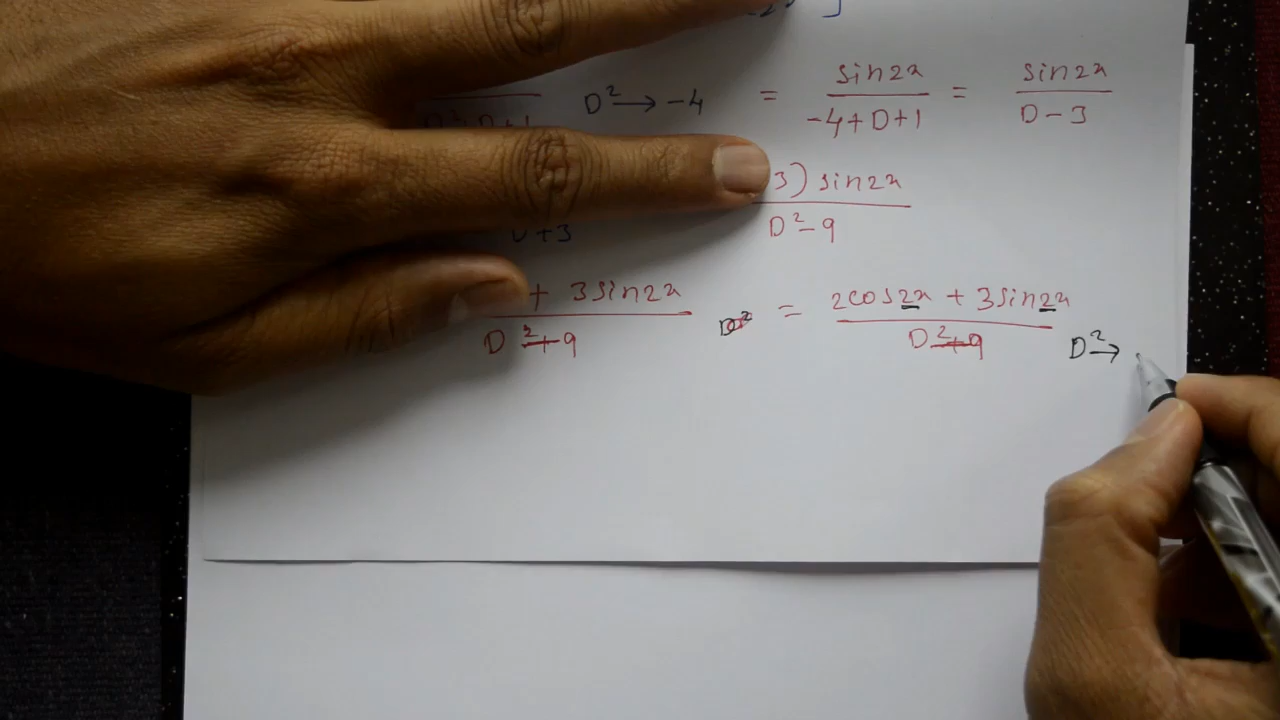 D² → -4 = sin2x / -4+D+1 = sin2x / D-3
3) sin2x / D²-9
D+3
+ 3sin2x / D²+9 = 2cos2x + 3sin2x / D²+9 D² →